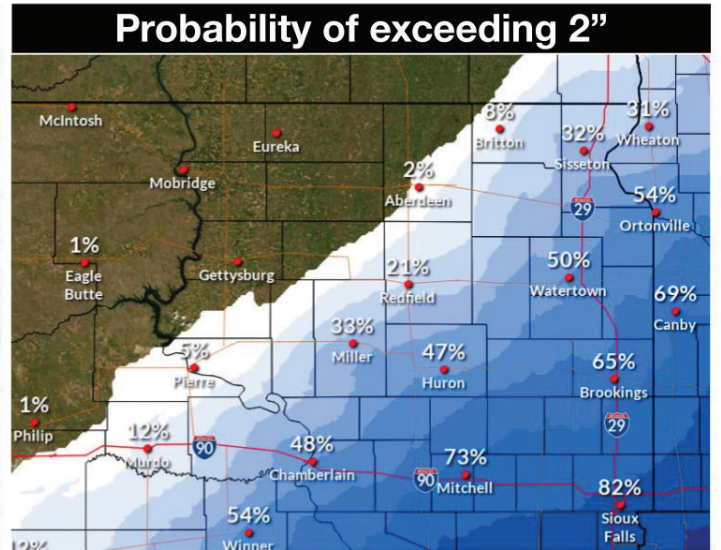 Probability of exceeding 2”
McIntosh
Eureka
Mobridge
8%
Britton
32%
Sisseton
31%
Wheaton
2%
Aberdeen
29
54%
Ortonville
1%
Eagle
Butte
Gettysburg
21%
Redfield
50%
Watertown
69%
Canby
33%
Miller
47%
Huron
5%
Pierre
65%
Brookings
1%
Philip
12%
Murdo
90
48%
Chamberlain
29
73%
90
Mitchell
82%
Sioux
Falls
54%
Winner
12%